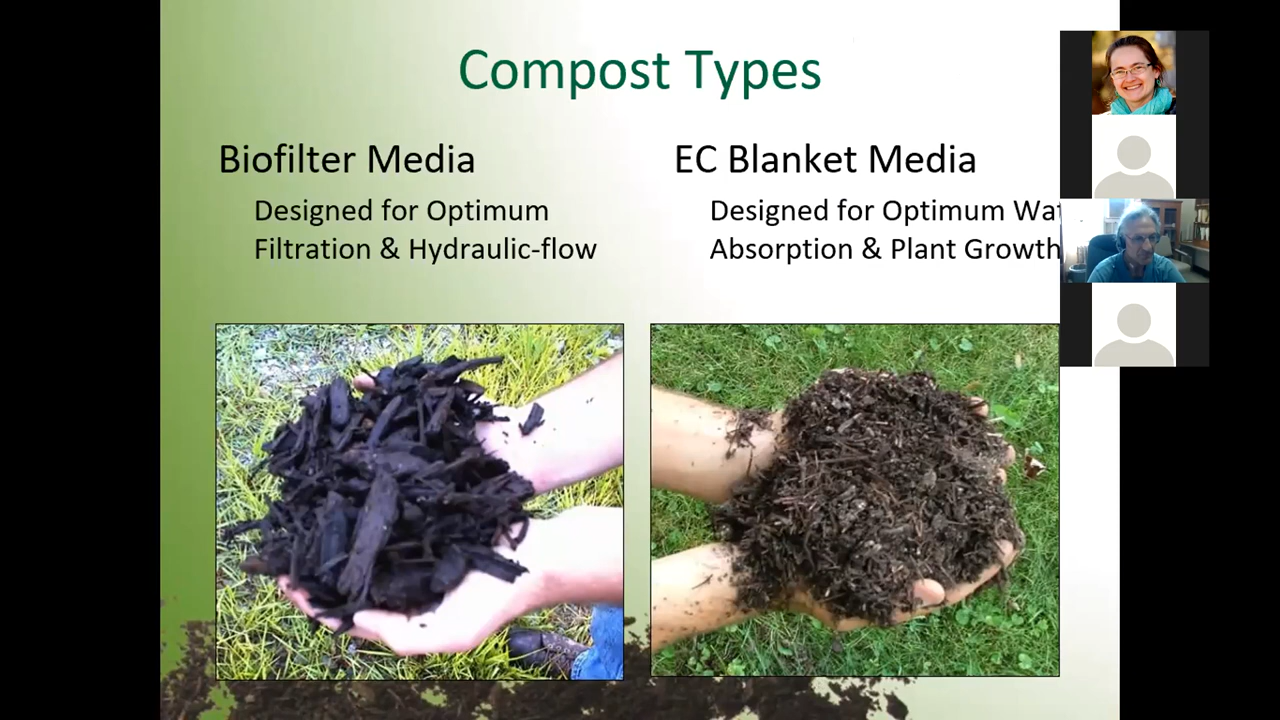 Compost Types
Biofilter Media
Designed for Optimum
Filtration & Hydraulic-flow
EC Blanket Media
Designed for Optimum
Absorption & Plant Growth